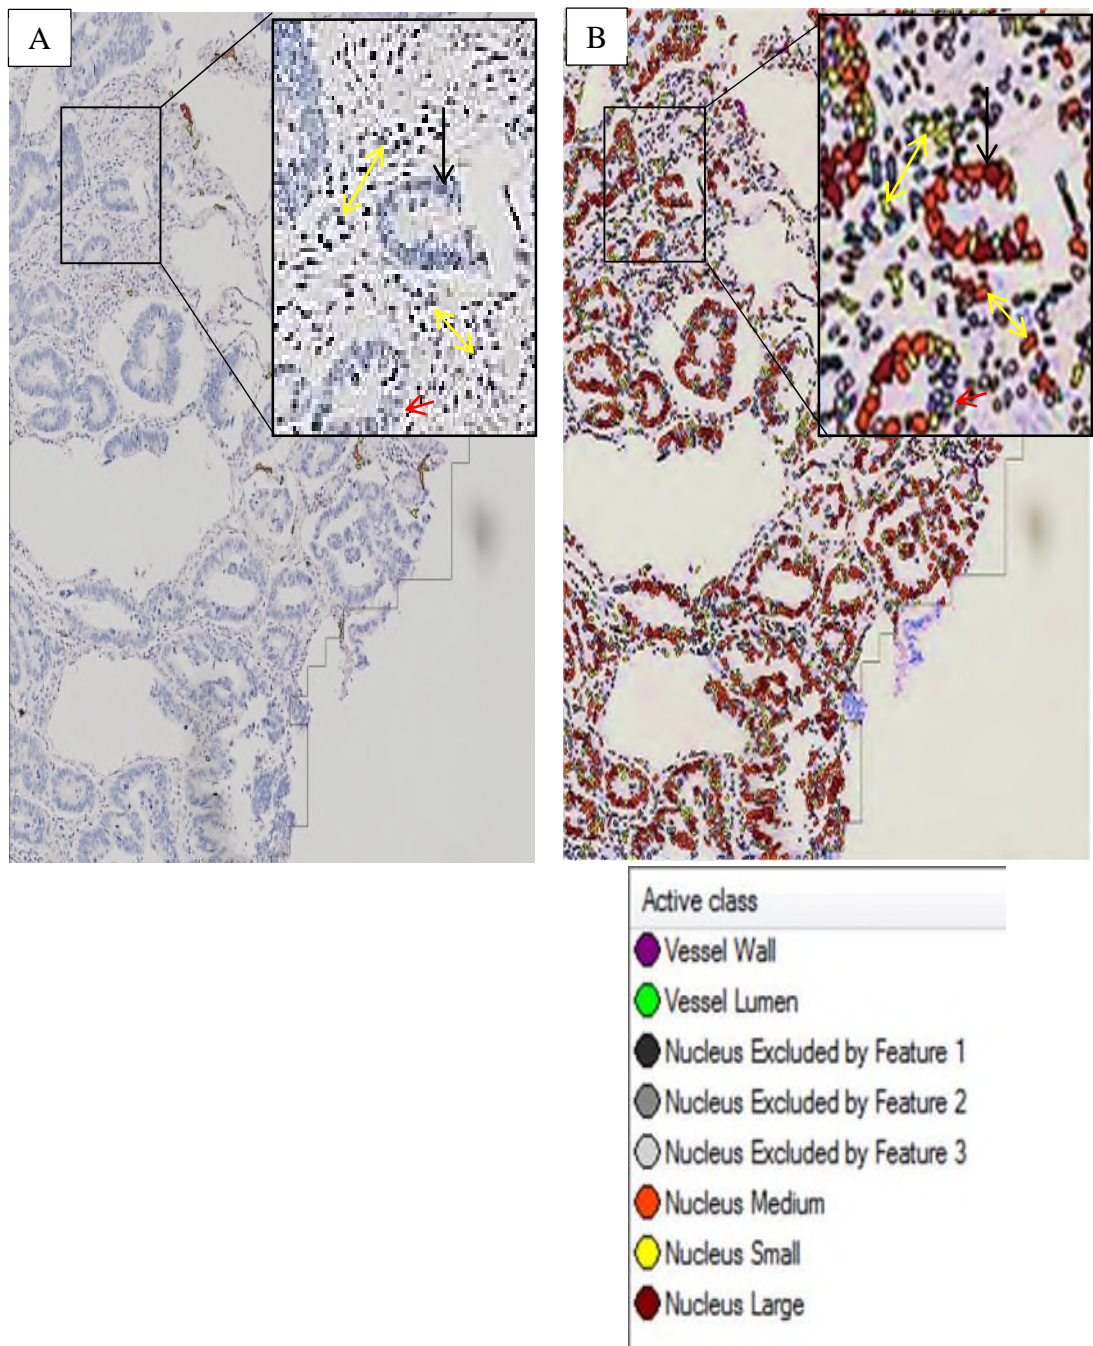 A
B
Active class
Vessel Wall
Vessel Lumen
Nucleus Excluded by Feature 1
Nucleus Excluded by Feature 2
Nucleus Excluded by Feature 3
Nucleus Medium
Nucleus Small
Nucleus Large